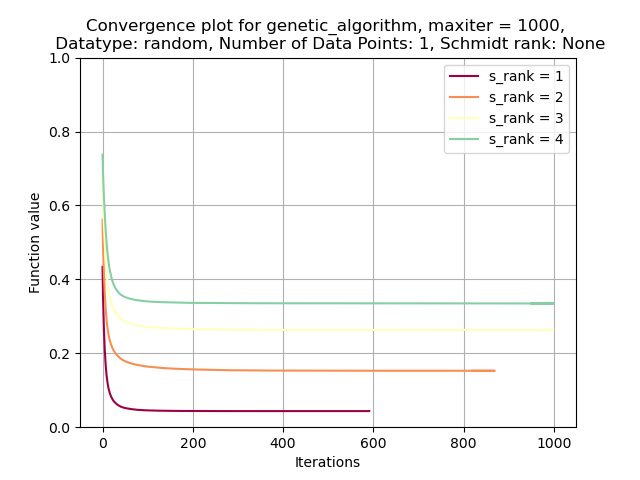 Convergence plot for genetic_algorithm, maxiter = 1000,
Datatype: random, Number of Data Points: 1, Schmidt rank: None
s_rank = 1
s_rank = 2
s_rank = 3
s_rank = 4
1.0
0.8
0.6
0.4
0.2
0.0
Function value
0 200 400 600 800 1000
Iterations